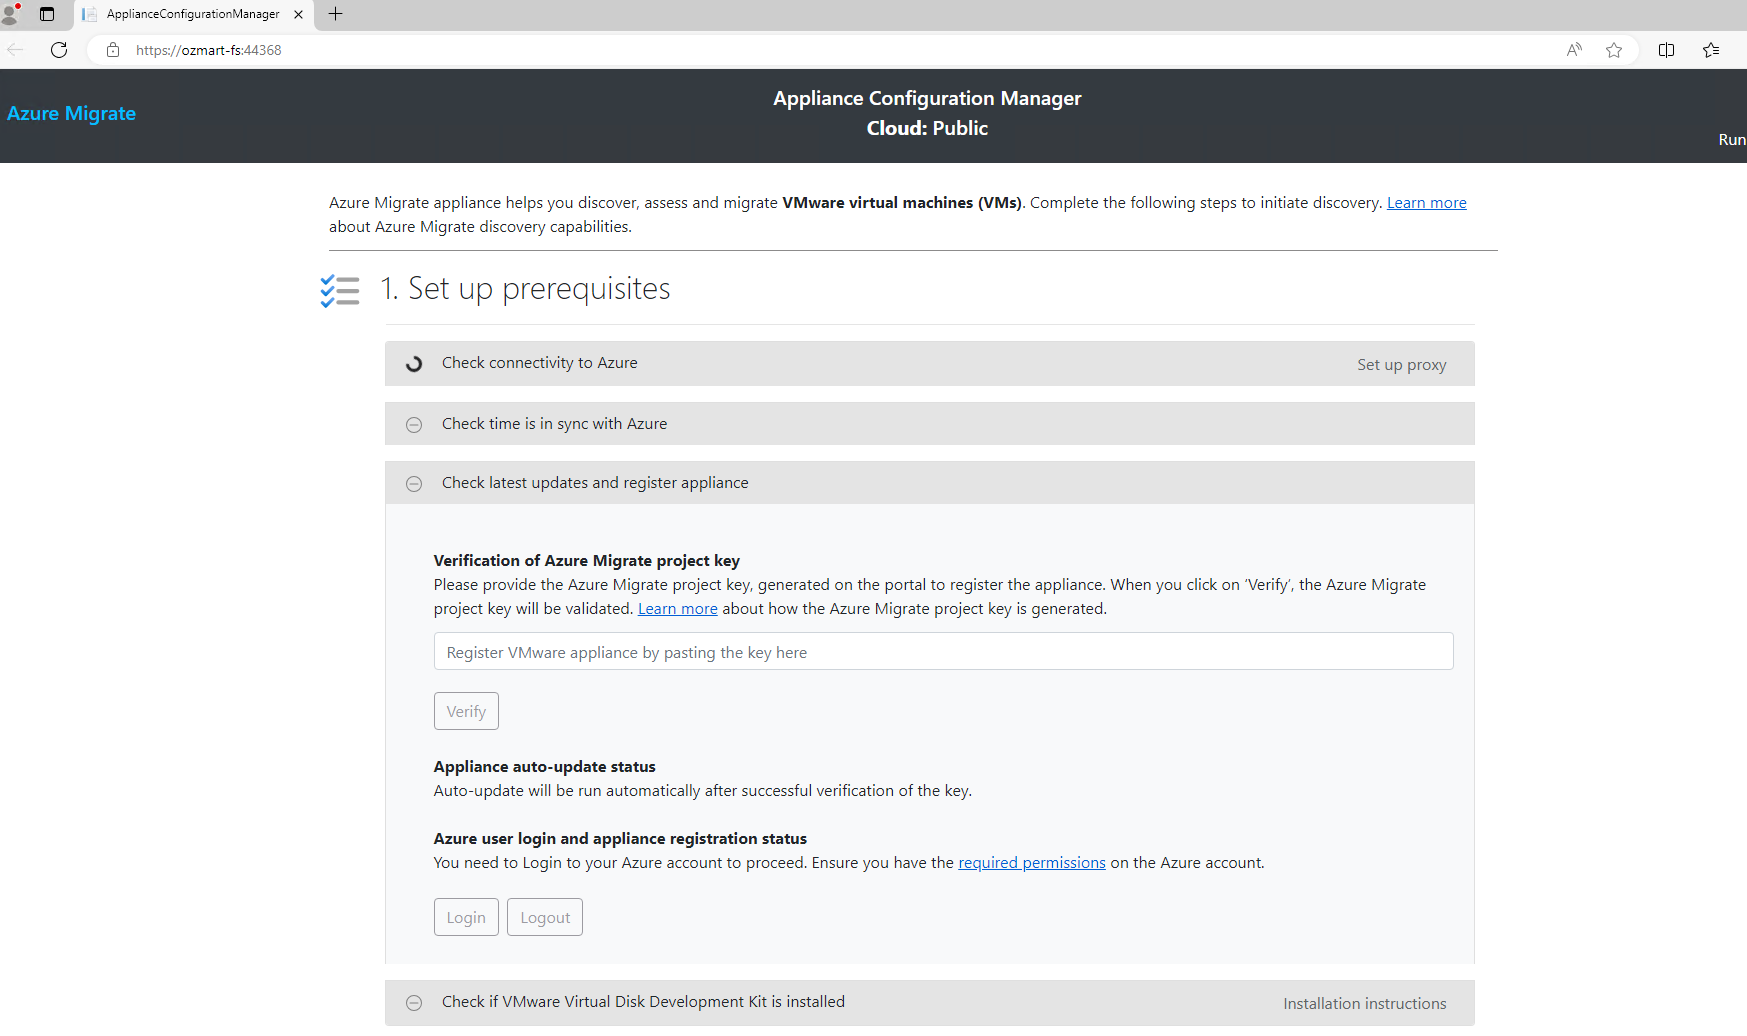 ApplianceConfigurationManager
https://ozmart-fs:44368
Azure Migrate
Appliance Configuration Manager
Cloud: Public
Run
Azure Migrate appliance helps you discover, assess and migrate VMware virtual machines (VMs). Complete the following steps to initiate discovery. Learn more
about Azure Migrate discovery capabilities.
1. Set up prerequisites
Check connectivity to Azure
Set up proxy
Check time is in sync with Azure
Check latest updates and register appliance
Verification of Azure Migrate project key
Please provide the Azure Migrate project key, generated on the portal to register the appliance. When you click on 'Verify', the Azure Migrate
project key will be validated. Learn more about how the Azure Migrate project key is generated.
Register VMware appliance by pasting the key here
Verify
Appliance auto-update status
Auto-update will be run automatically after successful verification of the key.
Azure user login and appliance registration status
You need to Login to your Azure account to proceed. Ensure you have the required permissions on the Azure account.
Login Logout
Check if VMware Virtual Disk Development Kit is installed
Installation instructions